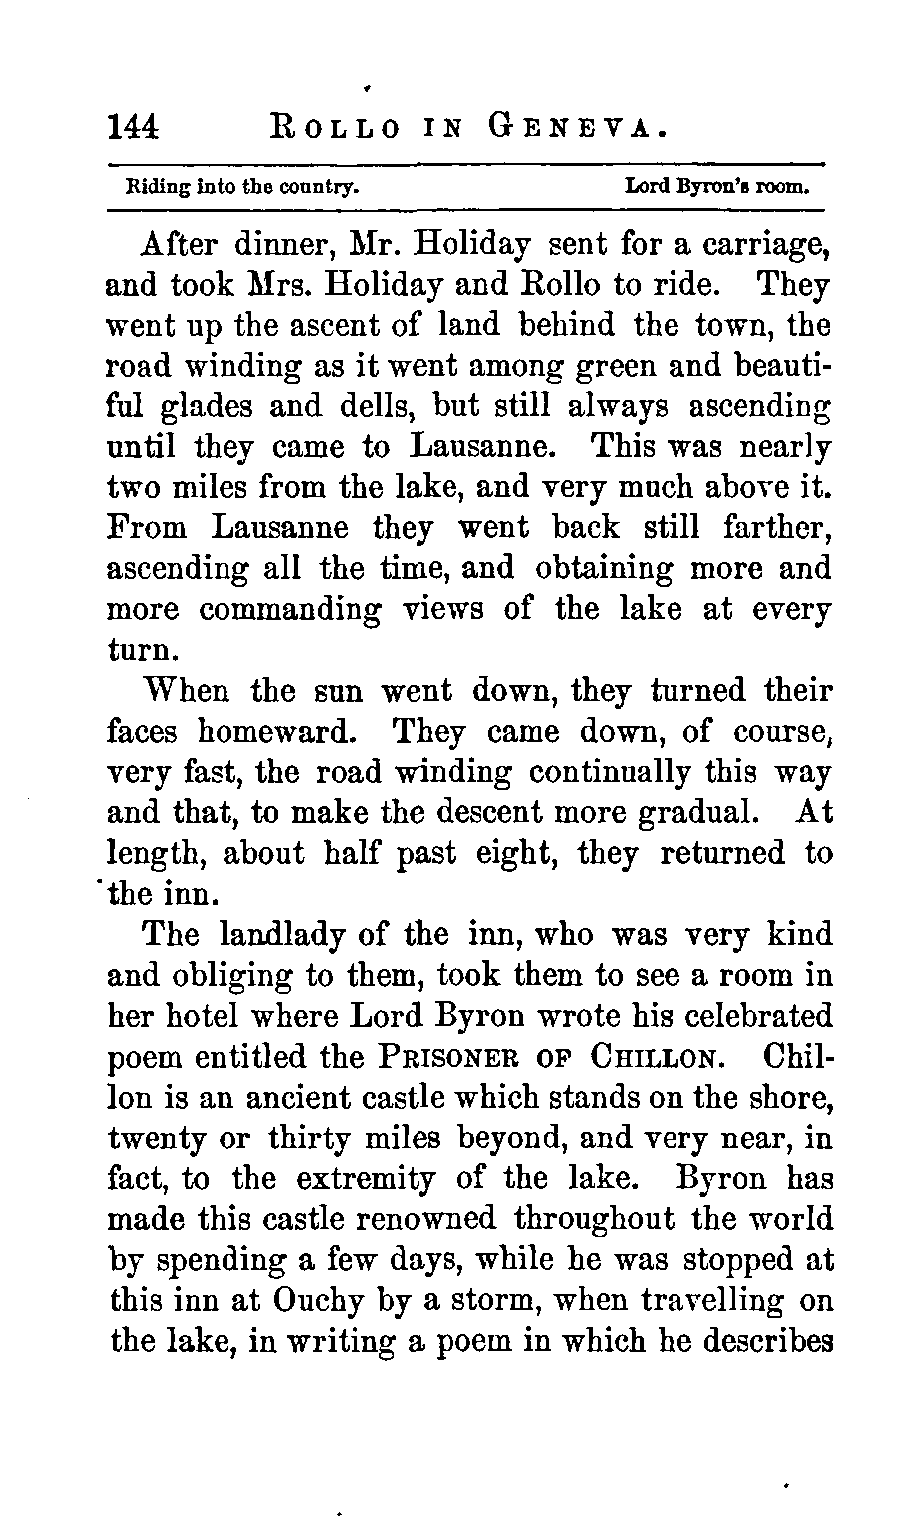 144 ROLLO IN GENEVA.
Riding into the country. Lord Byron's room.
After dinner, Mr. Holiday sent for a carriage,
and took Mrs. Holiday and Rollo to ride. They
went up the ascent of land behind the town, the
road winding as it went among green and beauti-
ful glades and dells, but still always ascending
until they came to Lausanne. This was nearly
two miles from the lake, and very much above it.
From Lausanne they went back still farther,
ascending all the time, and obtaining more and
more commanding views of the lake at every
turn.
When the sun went down, they turned their
faces homeward. They came down, of course,
very fast, the road winding continually this way
and that, to make the descent more gradual. At
length, about half past eight, they returned to
the inn.
The landlady of the inn, who was very kind
and obliging to them, took them to see a room in
her hotel where Lord Byron wrote his celebrated
poem entitled the PRISONER OF CHILLON. Chil-
lon is an ancient castle which stands on the shore,
twenty or thirty miles beyond, and very near, in
fact, to the extremity of the lake. Byron has
made this castle renowned throughout the world
by spending a few days, while he was stopped at
this inn at Ouchy by a storm, when travelling on
the lake, in writing a poem in which he describes